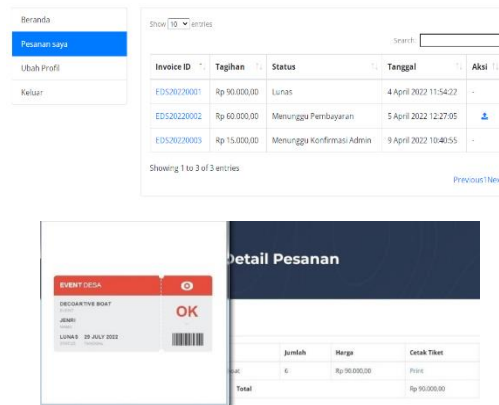 Beranda
Pesanan saya
Ubah Profil
Keluar
Show 10 entries
Search:
Invoice ID Tagihan Status Tanggal Aksi
EDS20220001 Rp 90.000,00 Lunas 4 April 2022 11:54:22 -
EDS20220002 Rp 60.000,00 Menunggu Pembayaran 5 April 2022 12:27:05
EDS20220003 Rp 15.000,00 Menunggu Konfirmasi Admin 9 April 2022 10:40:55 -
Showing 1 to 3 of 3 entries
Previous1Nex
Detail Pesanan
EVENT DESA
DECOARTIVE BOAT
JENRI
LUNAS 29 JULY 2022
OK
Jumlah Harga Cetak Tiket
6 Rp 90.000,00 Print
Total Rp 90.000,00